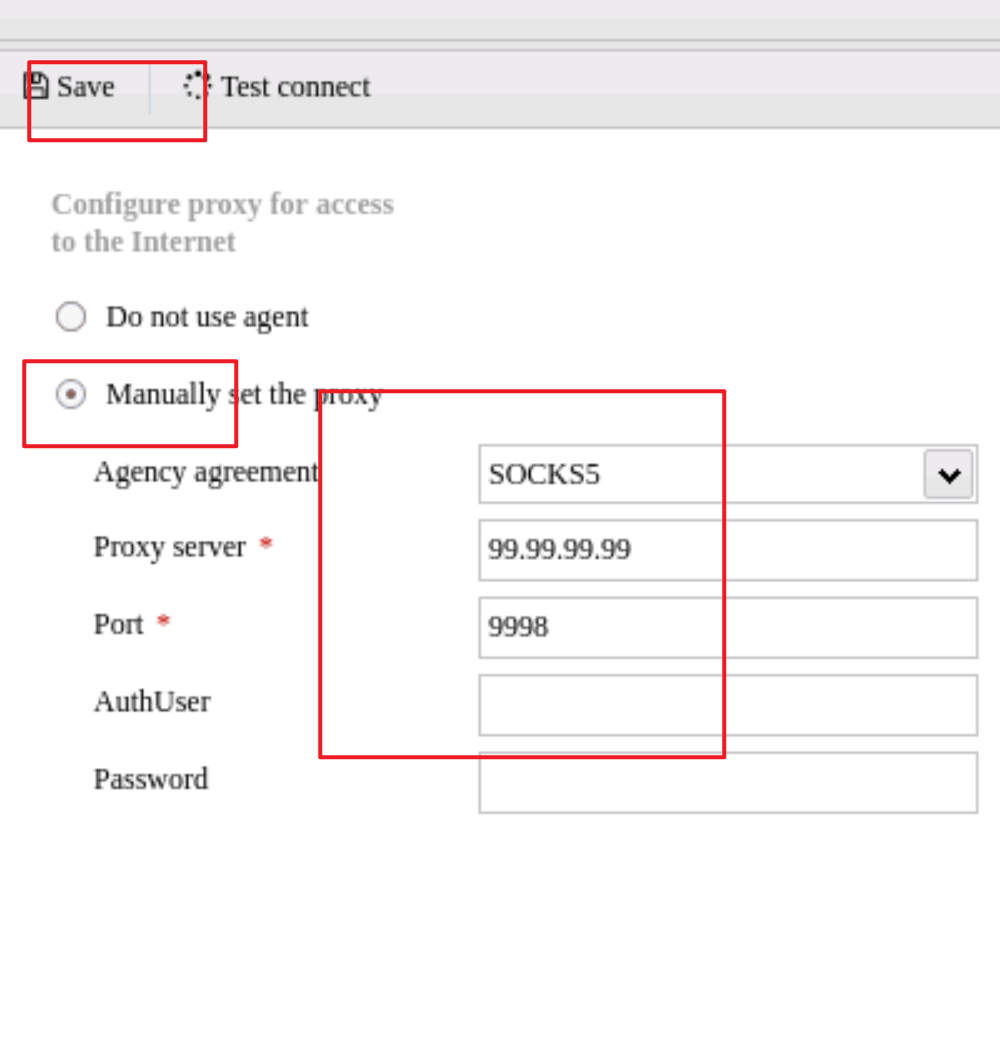 Save Test connect
Configure proxy for access
to the Internet
Do not use agent
Manually set the proxy
Agency agreement SOCKS5
Proxy server * 99.99.99.99
Port * 9998
AuthUser
Password